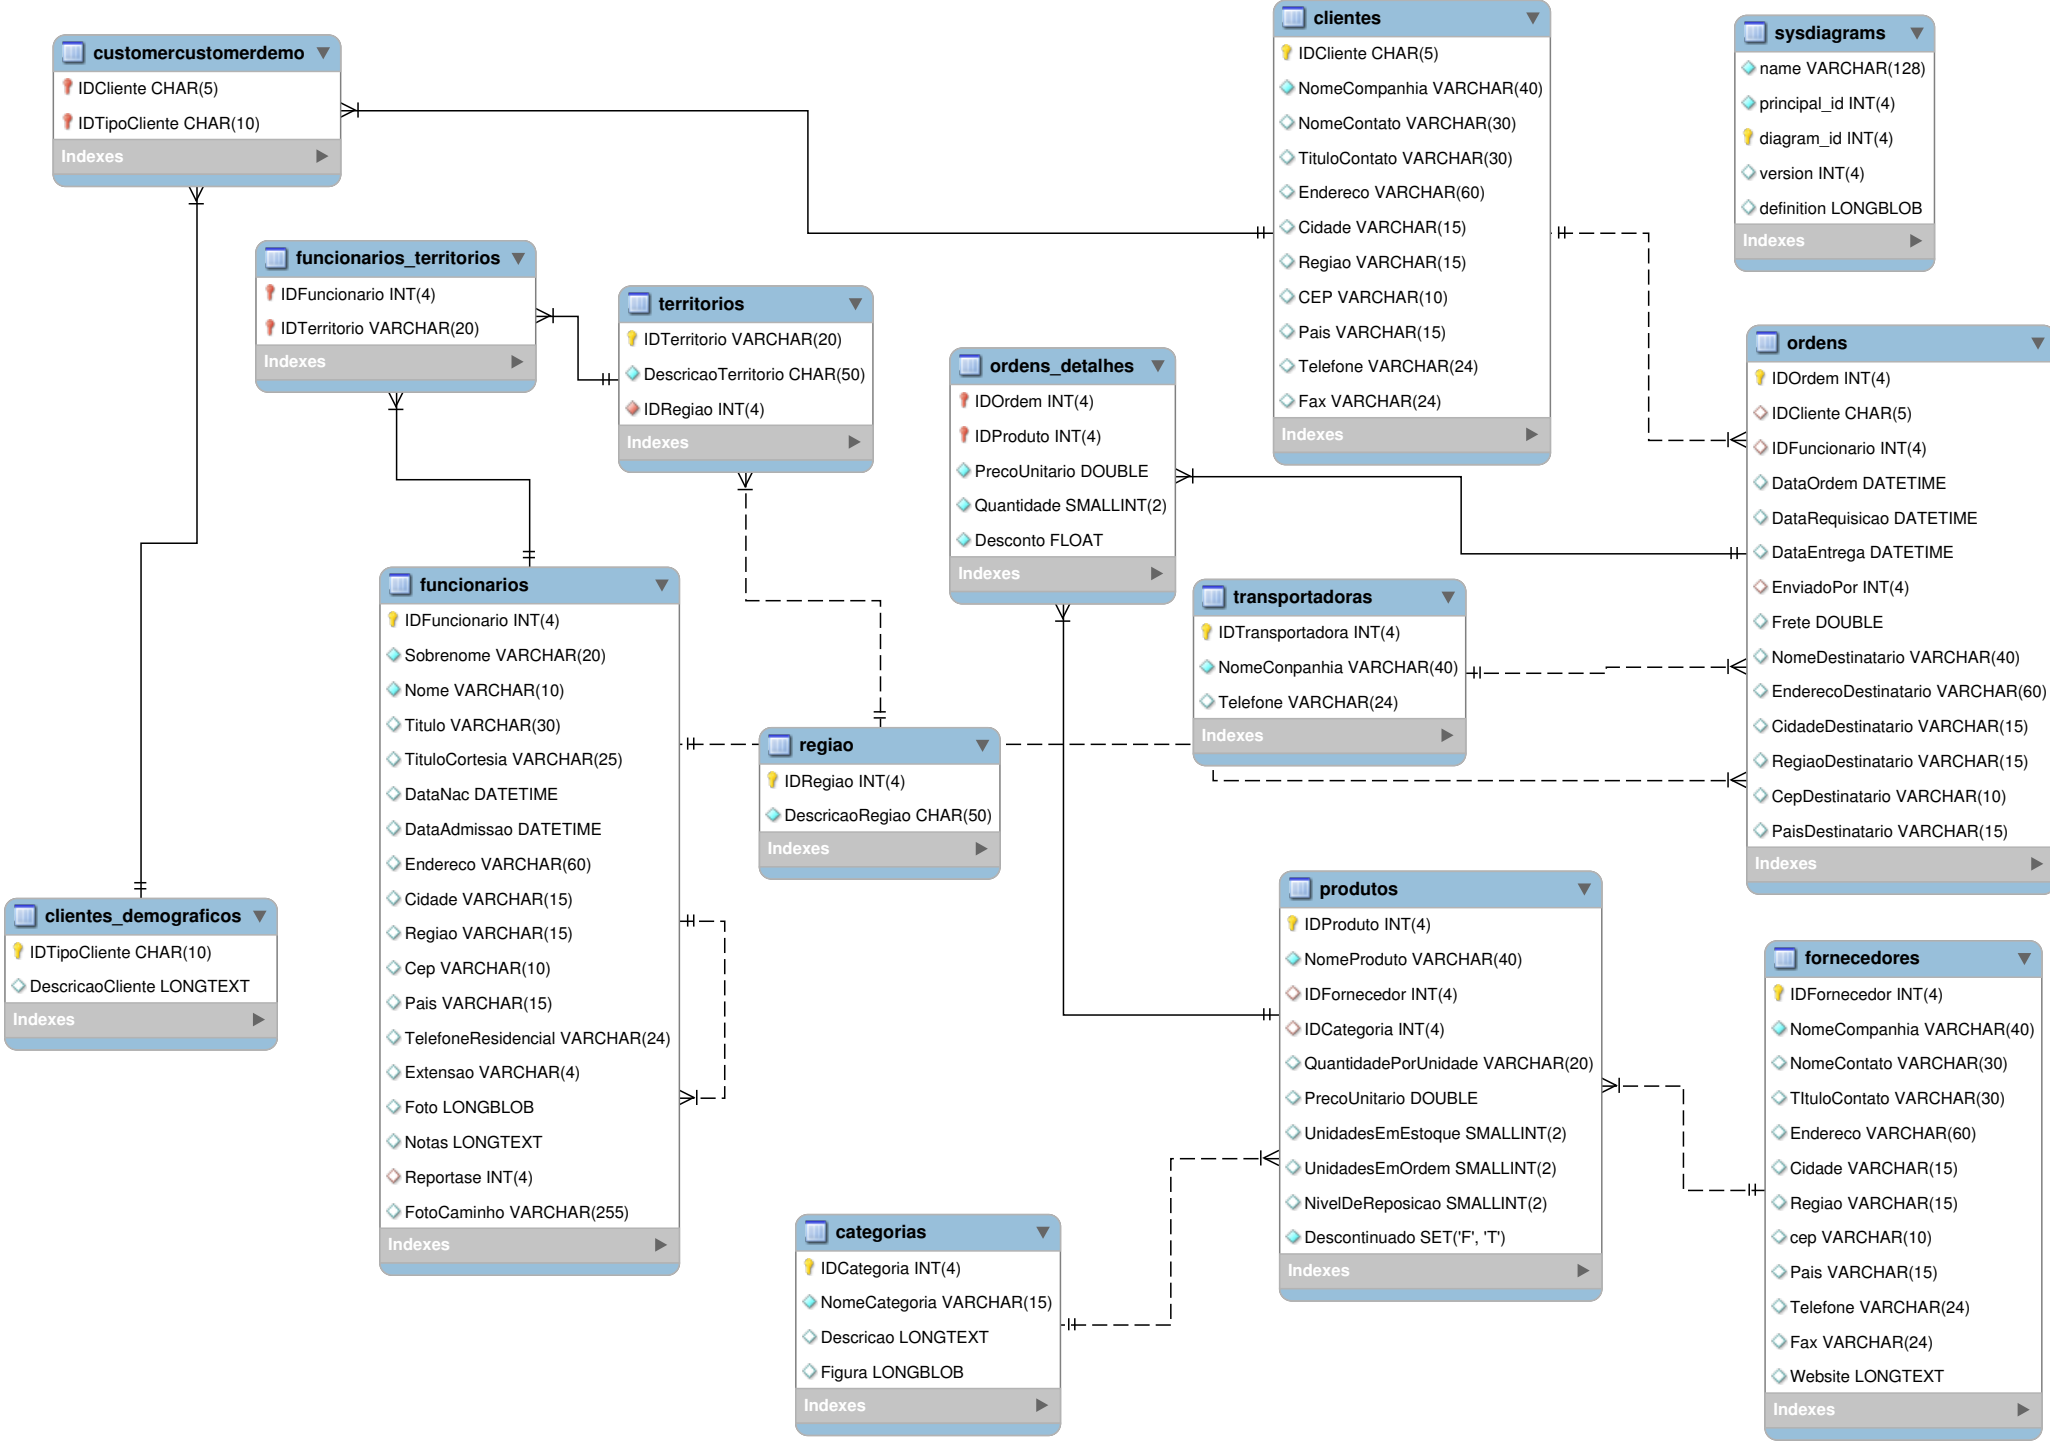 customercustomerdemo
IDCliente CHAR(5)
IDTipoCliente CHAR(10)
Indexes
clientes
IDCliente CHAR(5)
NomeCompanhia VARCHAR(40)
NomeContato VARCHAR(30)
TituloContato VARCHAR(30)
Endereco VARCHAR(60)
Cidade VARCHAR(15)
Regiao VARCHAR(15)
CEP VARCHAR(10)
Pais VARCHAR(15)
Telefone VARCHAR(24)
Fax VARCHAR(24)
Indexes
sysdiagrams
name VARCHAR(128)
principal_id INT(4)
diagram_id INT(4)
version INT(4)
definition LONGBLOB
Indexes
funcionarios_territorios
IDFuncionario INT(4)
IDTerritorio VARCHAR(20)
Indexes
territorios
IDTerritorio VARCHAR(20)
DescricaoTerritorio CHAR(50)
IDRegiao INT(4)
Indexes
ordens_detalhes
IDOrdem INT(4)
IDProduto INT(4)
PrecoUnitario DOUBLE
Quantidade SMALLINT(2)
Desconto FLOAT
Indexes
ordens
IDOrdem INT(4)
IDCliente CHAR(5)
IDFuncionario INT(4)
DataOrdem DATETIME
DataRequisicao DATETIME
DataEntrega DATETIME
EnviadoPor INT(4)
Frete DOUBLE
NomeDestinatario VARCHAR(40)
EnderecoDestinatario VARCHAR(60)
CidadeDestinatario VARCHAR(15)
RegiaoDestinatario VARCHAR(15)
CepDestinatario VARCHAR(10)
PaisDestinatario VARCHAR(15)
Indexes
funcionarios
IDFuncionario INT(4)
Sobrenome VARCHAR(20)
Nome VARCHAR(10)
Titulo VARCHAR(30)
TituloCortesia VARCHAR(25)
DataNac DATETIME
DataAdmissao DATETIME
Endereco VARCHAR(60)
Cidade VARCHAR(15)
Regiao VARCHAR(15)
Cep VARCHAR(10)
Pais VARCHAR(15)
TelefoneResidencial VARCHAR(24)
Extensao VARCHAR(4)
Foto LONGBLOB
Notas LONGTEXT
Reportase INT(4)
FotoCaminho VARCHAR(255)
Indexes
transportadoras
IDTransportadora INT(4)
NomeConpanhia VARCHAR(40)
Telefone VARCHAR(24)
Indexes
regiao
IDRegiao INT(4)
DescricaoRegiao CHAR(50)
Indexes
clientes_demograficos
IDTipoCliente CHAR(10)
DescricaoCliente LONGTEXT
Indexes
produtos
IDProduto INT(4)
NomeProduto VARCHAR(40)
IDFornecedor INT(4)
IDCategoria INT(4)
QuantidadePorUnidade VARCHAR(20)
PrecoUnitario DOUBLE
UnidadesEmEstoque SMALLINT(2)
UnidadesEmOrdem SMALLINT(2)
NivelDeReposicao SMALLINT(2)
Descontinuado SET('F', 'T')
Indexes
fornecedores
IDFornecedor INT(4)
NomeCompanhia VARCHAR(40)
NomeContato VARCHAR(30)
TItuloContato VARCHAR(30)
Endereco VARCHAR(60)
Cidade VARCHAR(15)
Regiao VARCHAR(15)
cep VARCHAR(10)
Pais VARCHAR(15)
Telefone VARCHAR(24)
Fax VARCHAR(24)
Website LONGTEXT
Indexes
categorias
IDCategoria INT(4)
NomeCategoria VARCHAR(15)
Descricao LONGTEXT
Figura LONGBLOB
Indexes